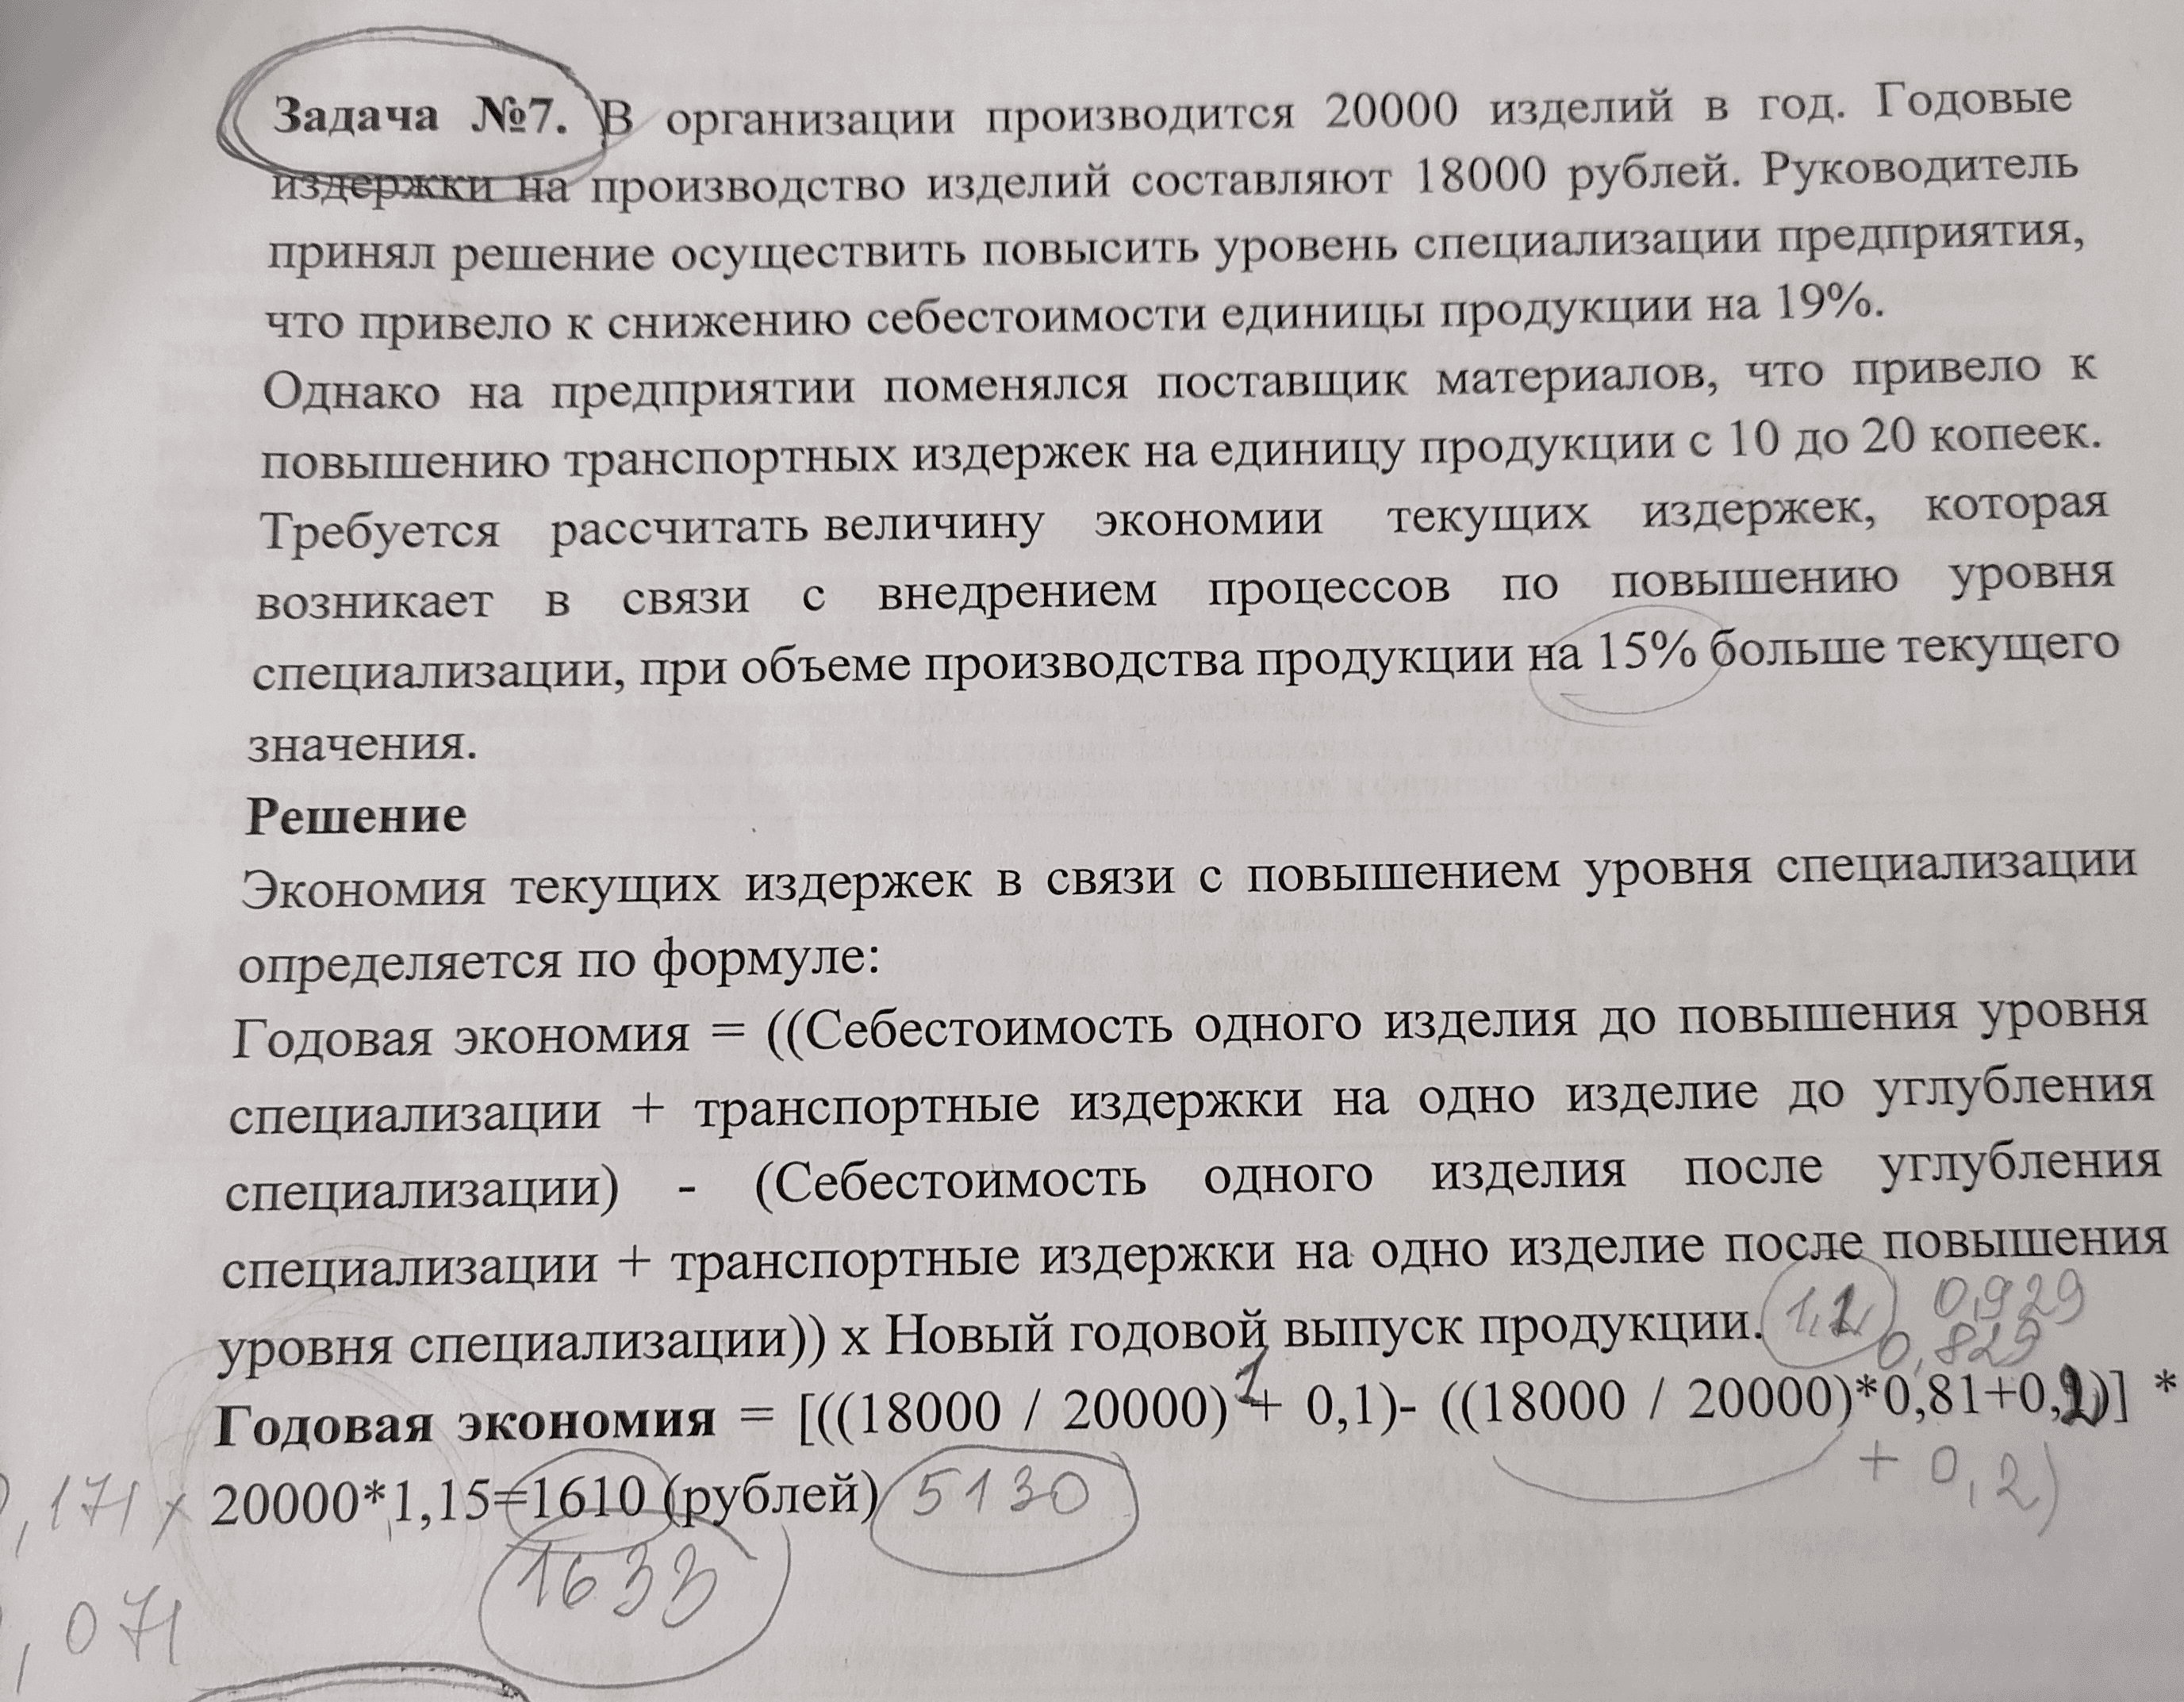 Задача №7. В организации производится 20000 изделий в год. Годовые
издержки на производство изделий составляют 18000 рублей. Руководитель
принял решение осуществить повысить уровень специализации предприятия,
что привело к снижению себестоимости единицы продукции на 19%.
Однако на предприятии поменялся поставщик материалов, что привело к
повышению транспортных издержек на единицу продукции с 10 до 20 копеек.
Требуется рассчитать величину экономии текущих издержек, которая
возникает в связи с внедрением процессов по повышению уровня
специализации, при объеме производства продукции на 15% больше текущего
значения.
Решение
Экономия текущих издержек в связи с повышением уровня специализации
определяется по формуле:
Годовая экономия = ((Себестоимость одного изделия до повышения уровня
специализации + транспортные издержки на одно изделие до углубления
специализации) - (Себестоимость одного изделия после углубления
специализации + транспортные издержки на одно изделие после повышения
уровня специализации)) х Новый годовой выпуск продукции. 0,929
0,829
1
Годовая экономия = [((18000 / 20000) + 0,1)- ((18000 / 20000)*0,81+0,2)] *
+ 0,2)
,171 х 20000*1,15=1610 (рублей) 5130
1633
,071